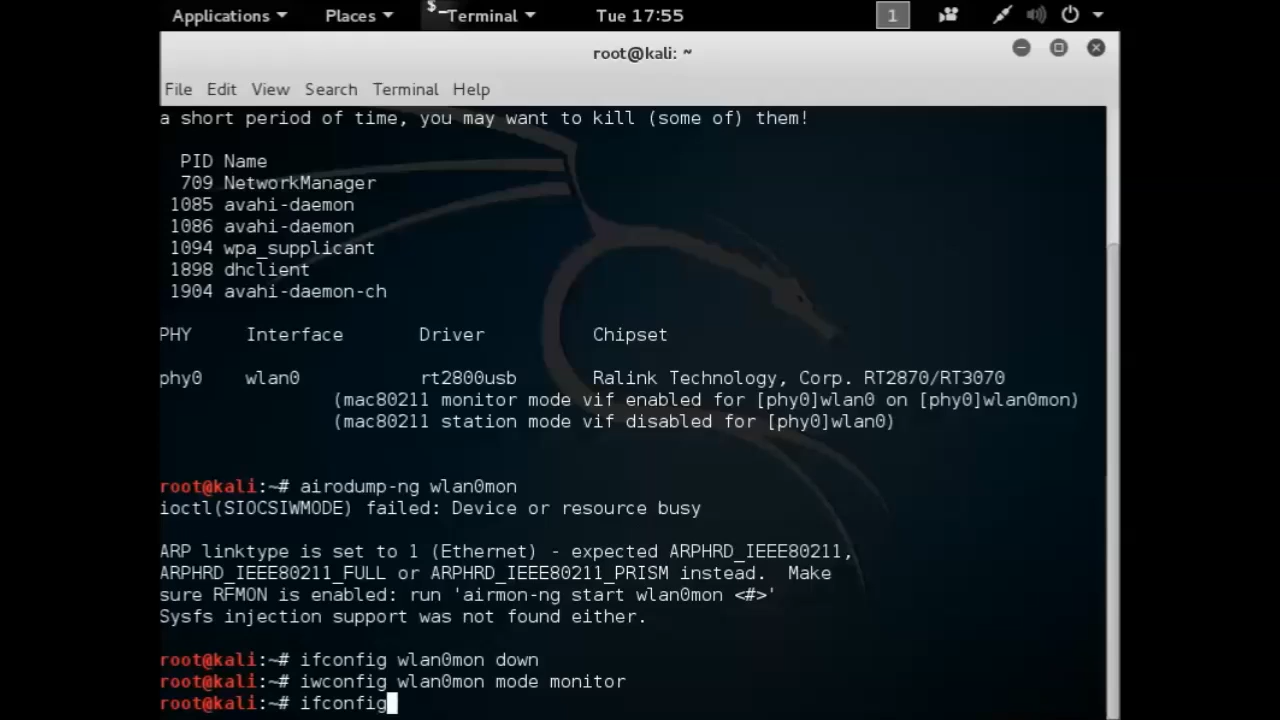 Applications Places Terminal Tue 17:55 1
root@kali: ~
File Edit View Search Terminal Help
a short period of time, you may want to kill (some of) them!
PID Name
709 NetworkManager
1085 avahi-daemon
1086 avahi-daemon
1094 wpa_supplicant
1898 dhclient
1904 avahi-daemon-ch
PHY Interface Driver Chipset
phy0 wlan0 rt2800usb Ralink Technology, Corp. RT2870/RT3070
(mac80211 monitor mode vif enabled for [phy0]wlan0 on [phy0]wlan0mon)
(mac80211 station mode vif disabled for [phy0]wlan0)
root@kali:~# airodump-ng wlan0mon
ioctl(SIOCSIWMODE) failed: Device or resource busy
ARP linktype is set to 1 (Ethernet) - expected ARPHRD_IEEE80211,
ARPHRD_IEEE80211_FULL or ARPHRD_IEEE80211_PRISM instead.  Make
sure RFMON is enabled: run 'airmon-ng start wlan0mon <#>'
Sysfs injection support was not found either.
root@kali:~# ifconfig wlan0mon down
root@kali:~# iwconfig wlan0mon mode monitor
root@kali:~# ifconfig